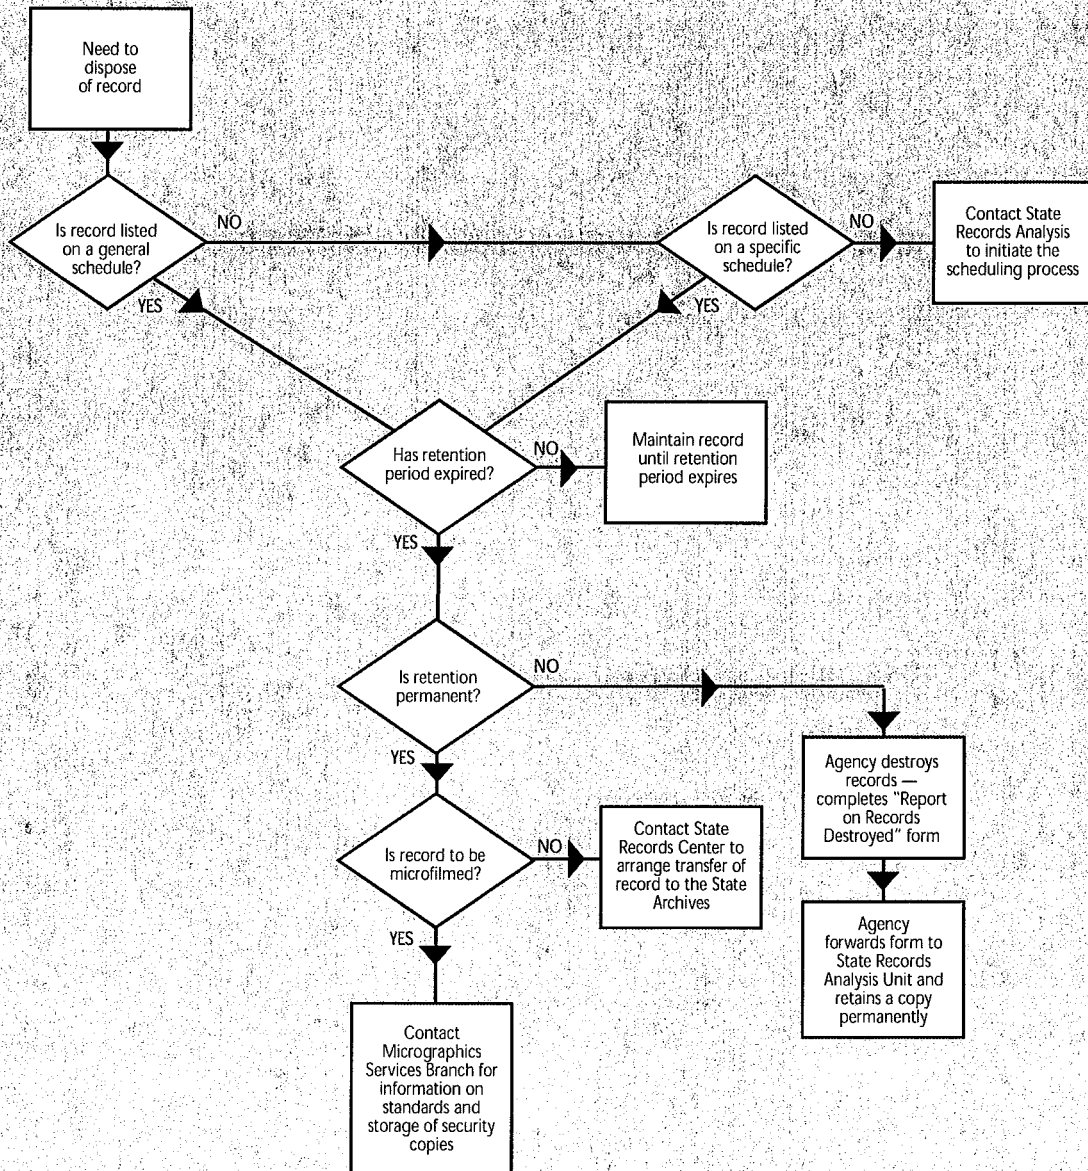 Need to
dispose
of record
Is record listed
on a general
schedule?
NO
YES
Is record listed
on a specific
schedule?
NO
YES
Contact State
Records Analysis
to initiate the
scheduling process
Has retention
period expired?
NO
YES
Maintain record
until retention
period expires
Is retention
permanent?
NO
YES
Agency destroys
records —
completes "Report
on Records
Destroyed" form
Is record to be
microfilmed?
NO
YES
Contact State
Records Center to
arrange transfer of
record to the State
Archives
Agency
forwards form to
State Records
Analysis Unit and
retains a copy
permanently
Contact
Micrographics
Services Branch for
information on
standards and
storage of security
copies